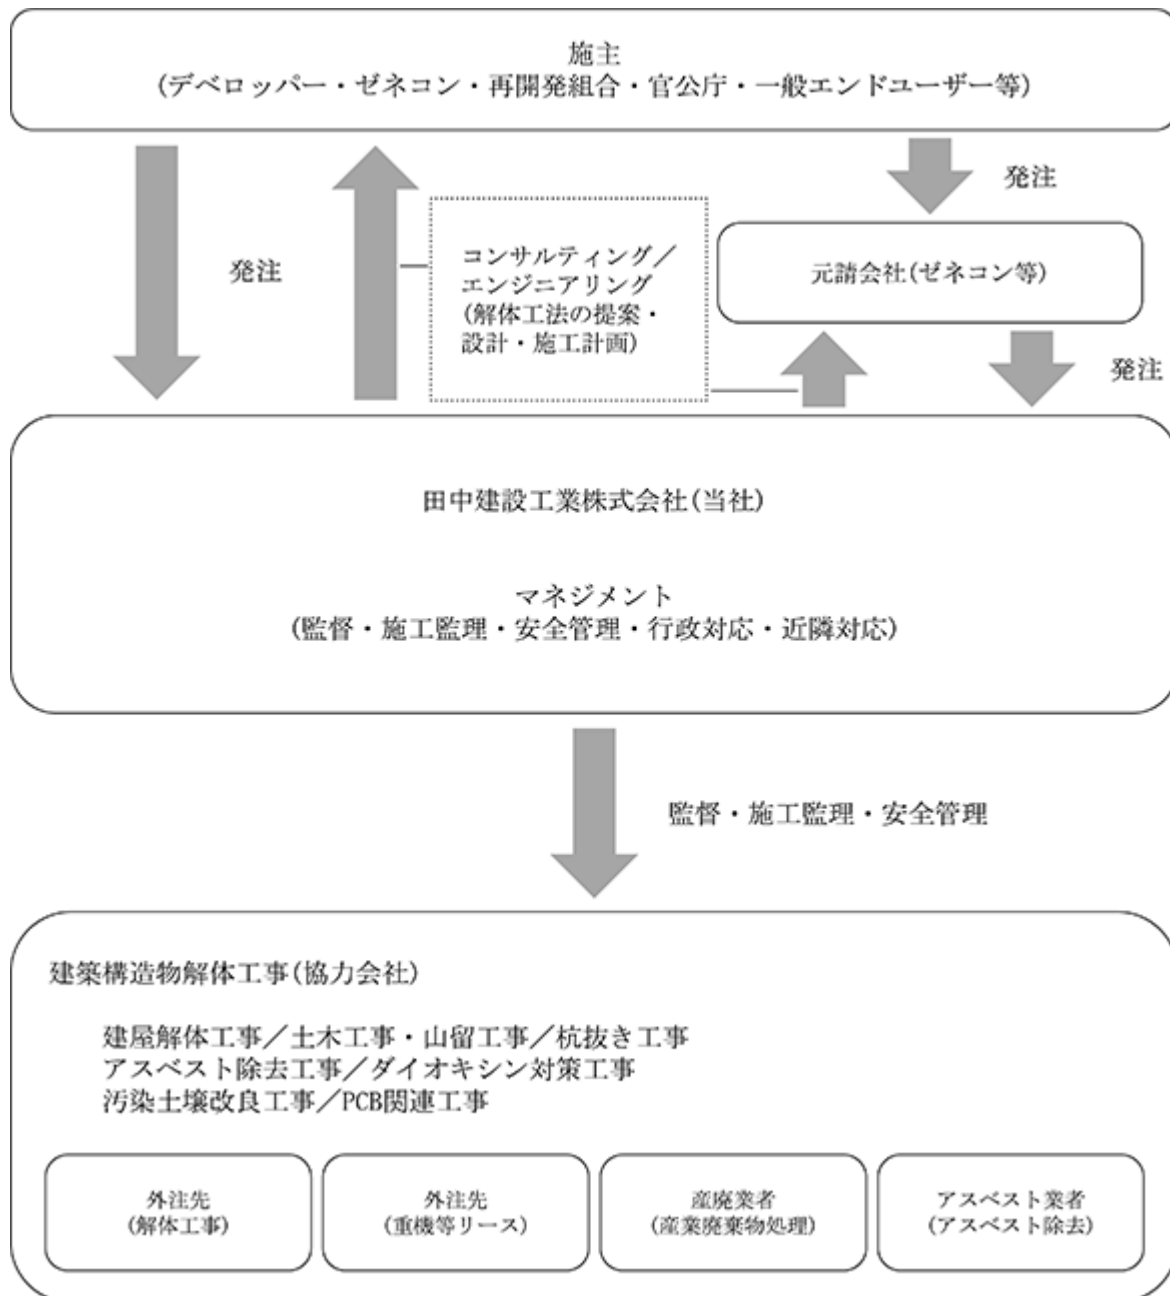 施主
(デベロッパー・ゼネコン・再開発組合・官公庁・一般エンドユーザー等)
発注
発注
コンサルティング／
エンジニアリング
(解体工法の提案・
設計・施工計画)
元請会社(ゼネコン等)
発注
田中建設工業株式会社(当社)
マネジメント
(監督・施工監理・安全管理・行政対応・近隣対応)
監督・施工監理・安全管理
建築構造物解体工事(協力会社)
建屋解体工事／土木工事・山留工事／杭抜き工事
アスベスト除去工事／ダイオキシン対策工事
汚染土壌改良工事／PCB関連工事
外注先
(解体工事)
外注先
(重機等リース)
産廃業者
(産業廃棄物処理)
アスベスト業者
(アスベスト除去)